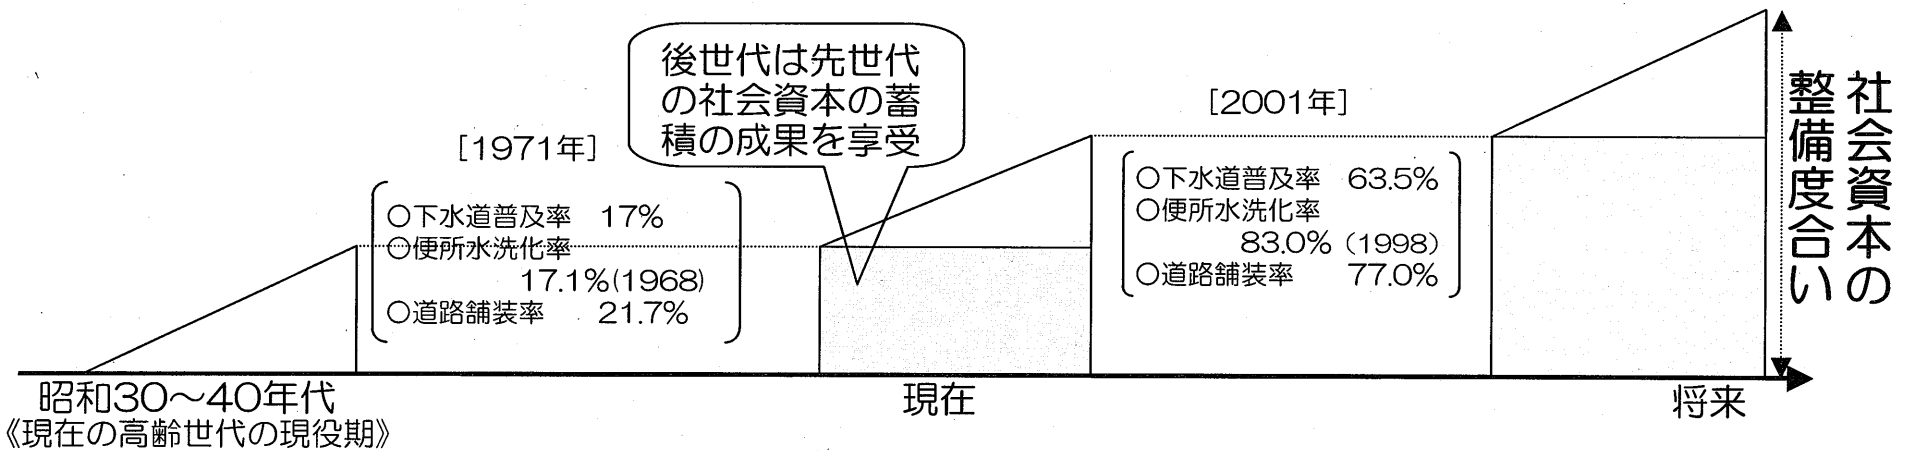 後世代は先世代
の社会資本の蓄
積の成果を享受
[1971年]
○下水道普及率 17%
○便所水洗化率
17.1%(1968)
○道路舗装率 21.7%
[2001年]
○下水道普及率 63.5%
○便所水洗化率
83.0% (1998)
○道路舗装率 77.0%
社会資本の
整備度合い
昭和30～40年代
《現在の高齢世代の現役期》
現在
将来